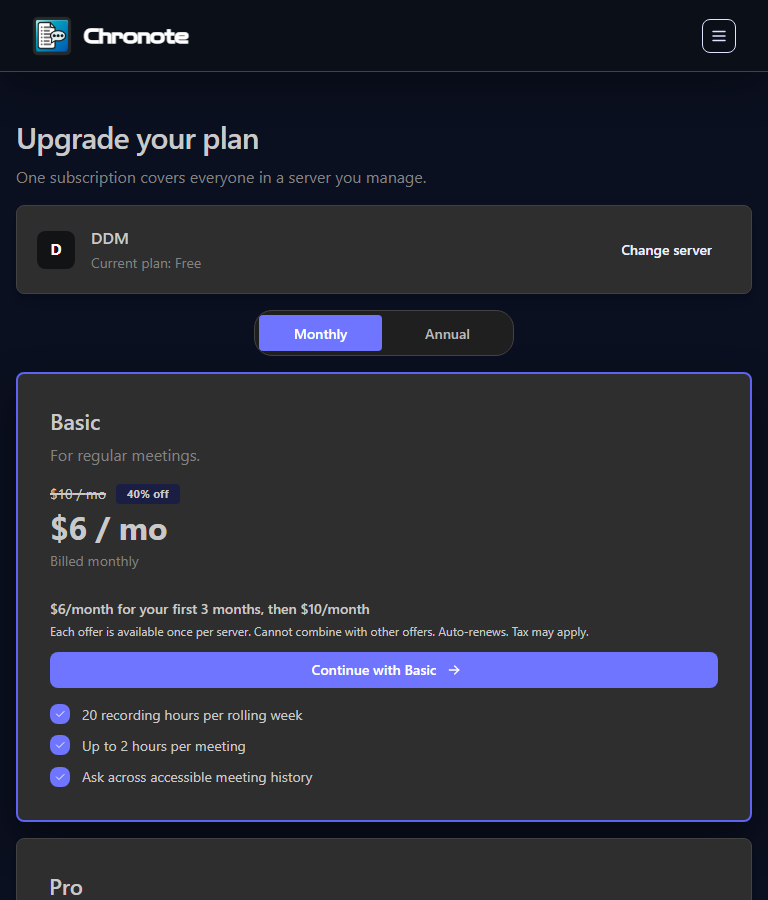 Chronote
Upgrade your plan
One subscription covers everyone in a server you manage.
D
DDM
Current plan: Free
Change server
Monthly
Annual
Basic
For regular meetings.
$10 / mo
40% off
$6 / mo
Billed monthly
$6/month for your first 3 months, then $10/month
Each offer is available once per server. Cannot combine with other offers. Auto-renews. Tax may apply.
Continue with Basic →
20 recording hours per rolling week
Up to 2 hours per meeting
Ask across accessible meeting history
Pro